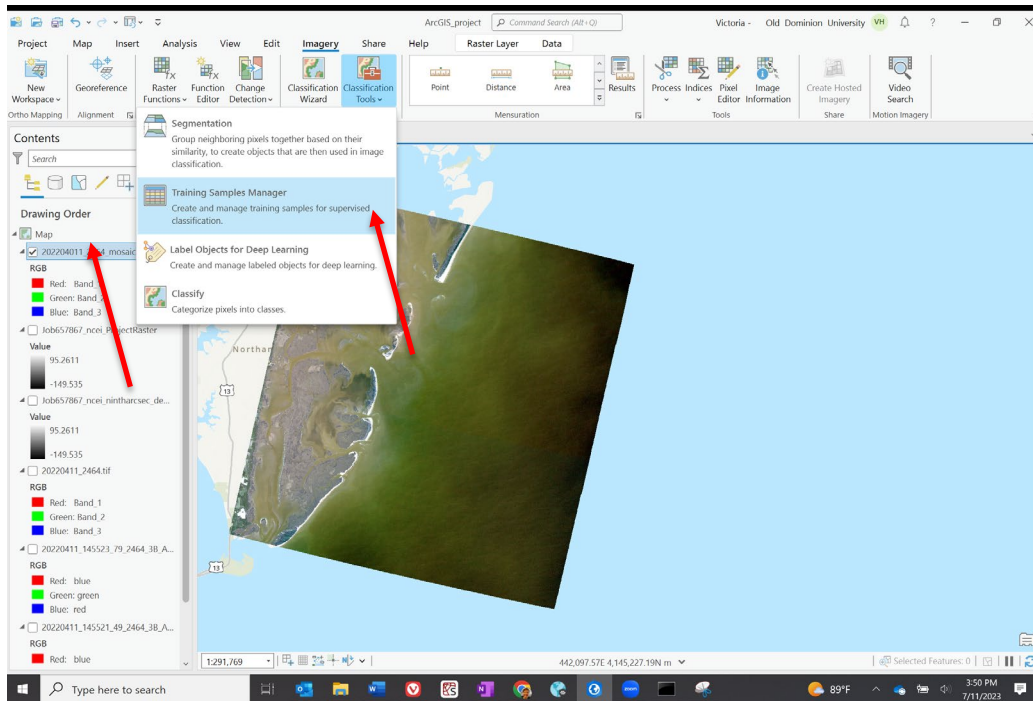 ArcGIS_project
Command Search (Alt+Q)
Victoria - Old Dominion University
VH
?
Project Map Insert Analysis View Edit Imagery Share Help Raster Layer Data
New Workspace
Georeference
Raster Functions
Function Editor
Change Detection
Classification Wizard
Classification Tools
Point
Distance
Area
Results
Process
Indices
Pixel Editor
Image Information
Create Hosted Imagery
Video Search
Ortho Mapping
Alignment
Mensuration
Tools
Share
Motion Imagery
Segmentation
Group neighboring pixels together based on their
similarity, to create objects that are then used in image
classification.
Training Samples Manager
Create and manage training samples for supervised
classification.
Label Objects for Deep Learning
Create and manage labeled objects for deep learning.
Classify
Categorize pixels into classes.
Contents
Search
Drawing Order
Map
RGB
Red: Band_
Green: Band_
Blue: Band_3
Value
95.2611
-149.535
Job657867_ncei_nintharcsec_de...
Value
95.2611
-149.535
20220411_2464.tif
RGB
Red: Band_1
Green: Band_2
Blue: Band_3
20220411_145523_79_2464_3B_A...
RGB
Red: blue
Green: green
Blue: red
20220411_145521_49_2464_3B_A...
RGB
Red: blue
Northam
13
13
1:291,769
442,097.57E 4,145,227.19N m
Selected Features: 0
Type here to search
zoom
89°F
3:50 PM
7/11/2023